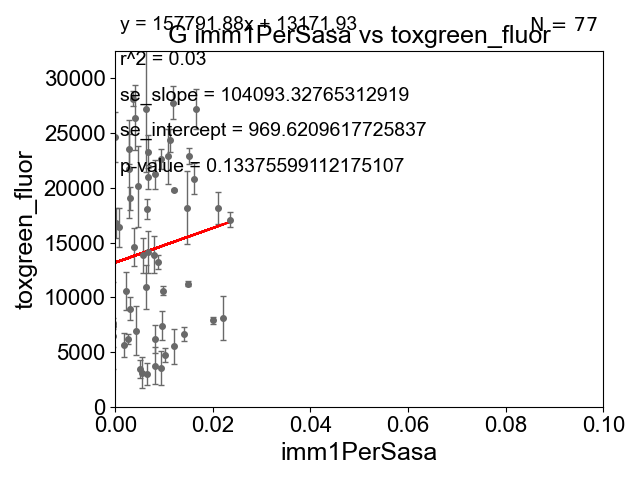 y = 157791.88x + 13171.93
N = 77
G imm1PerSasa vs toxgreen_fluor
r^2 = 0.03
se_slope = 104093.32765312919
se_intercept = 969.6209617725837
p-value = 0.13375599112175107
30000
25000
20000
15000
10000
5000
0
toxgreen_fluor
0.00 0.02 0.04 0.06 0.08 0.10
imm1PerSasa